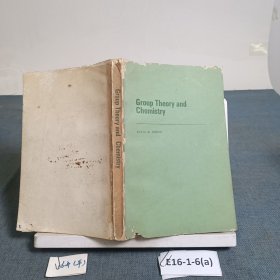 Group Theory and
Chemistry
Group Theory and Chemistry
E16-1-6(a)